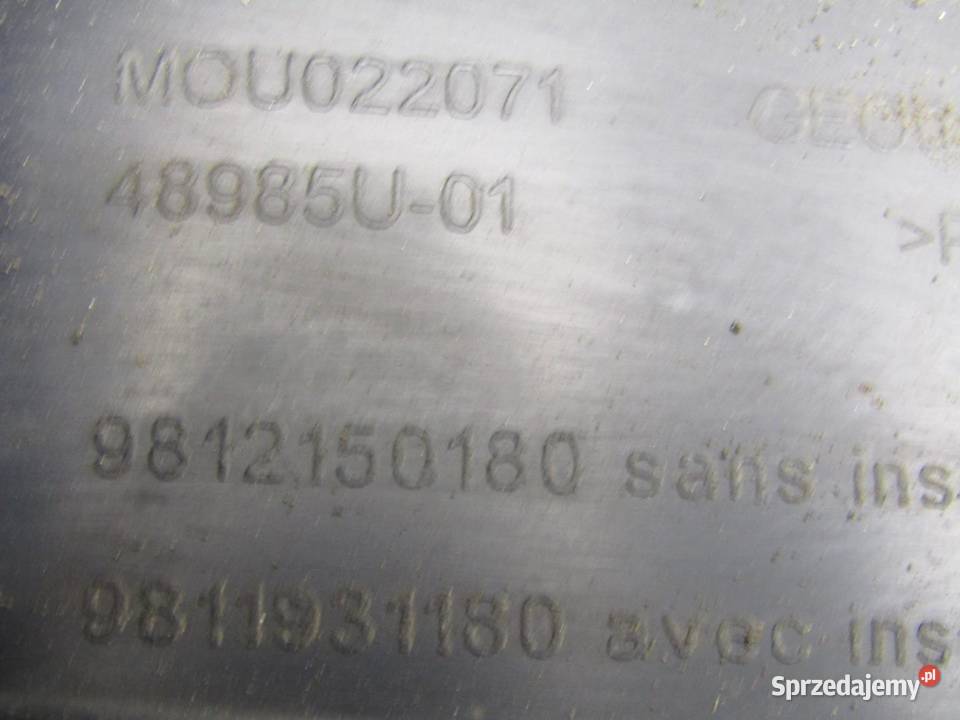 MOU022071
48985U-01
9812150180 sans ins
9811931180 avec ins
Sprzedajemy.pl